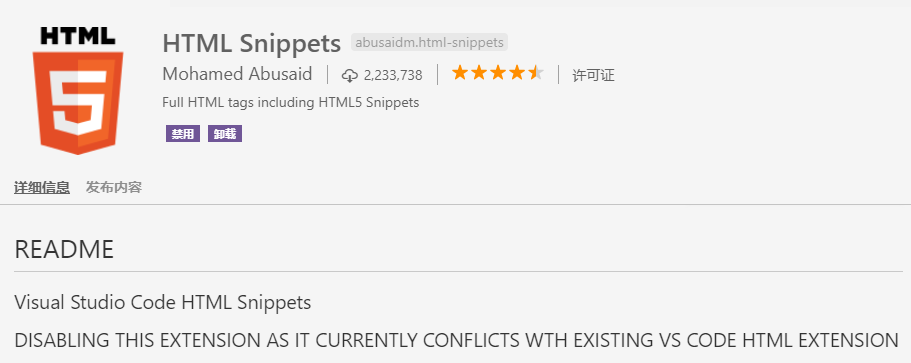 HTML
5
HTML Snippets abusaidm.html-snippets
Mohamed Abusaid 2,233,738 许可证
Full HTML tags including HTML5 Snippets
禁用 卸载
详细信息 发布内容
README
Visual Studio Code HTML Snippets
DISABLING THIS EXTENSION AS IT CURRENTLY CONFLICTS WTH EXISTING VS CODE HTML EXTENSION